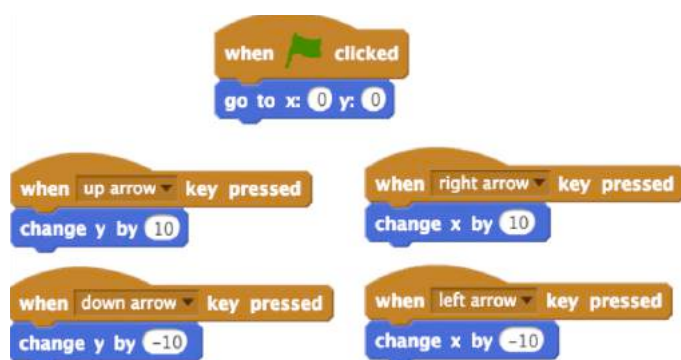 when clicked
go to x: 0 y: 0
when up arrow key pressed
change y by 10
when right arrow key pressed
change x by 10
when down arrow key pressed
change y by -10
when left arrow key pressed
change x by -10